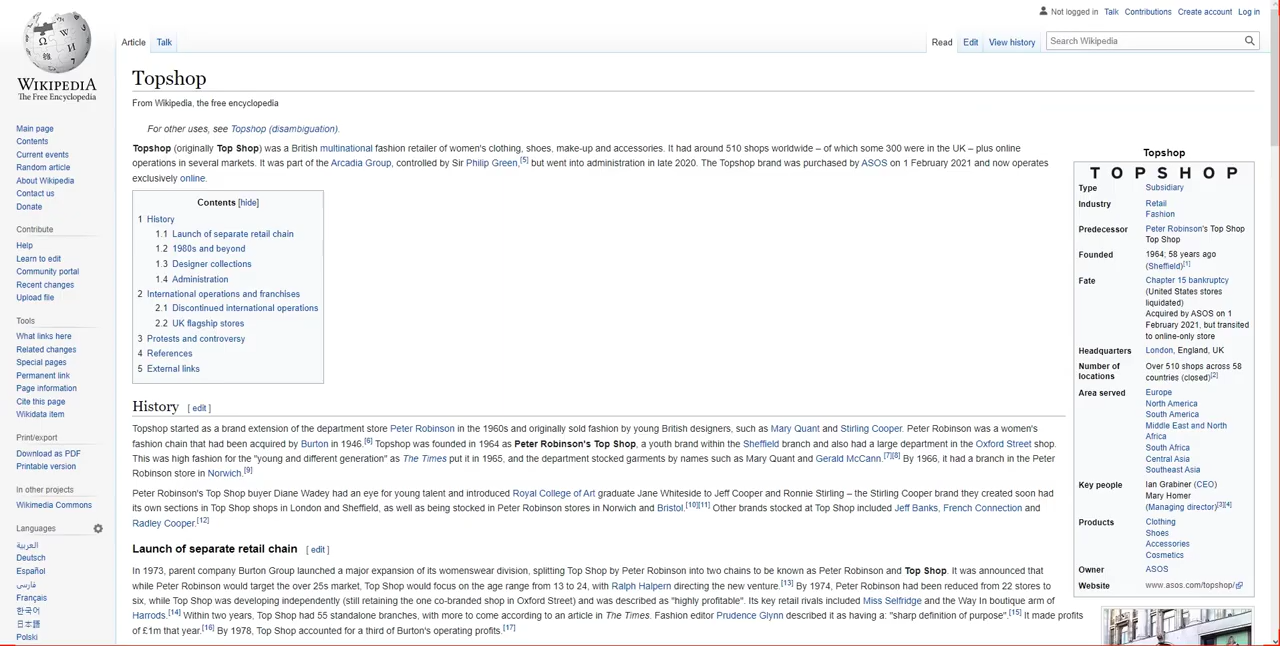 Not logged in Talk Contributions Create account Log in
Article Talk
Read Edit View history Search Wikipedia
WIKIPEDIA
The Free Encyclopedia
Main page
Contents
Current events
Random article
About Wikipedia
Contact us
Donate
Contribute
Help
Learn to edit
Community portal
Recent changes
Upload file
Tools
What links here
Related changes
Special pages
Permanent link
Page information
Cite this page
Wikidata item
Print/export
Download as PDF
Printable version
In other projects
Wikimedia Commons
Languages
العربية
Deutsch
Español
فارسی
Français
한국어
日本語
Polski
Topshop
From Wikipedia, the free encyclopedia
For other uses, see Topshop (disambiguation).
Topshop (originally Top Shop) was a British multinational fashion retailer of women's clothing, shoes, make-up and accessories. It had around 510 shops worldwide – of which some 300 were in the UK – plus online
operations in several markets. It was part of the Arcadia Group, controlled by Sir Philip Green,[5] but went into administration in late 2020. The Topshop brand was purchased by ASOS on 1 February 2021 and now operates
exclusively online.
Contents [hide]
1 History
1.1 Launch of separate retail chain
1.2 1980s and beyond
1.3 Designer collections
1.4 Administration
2 International operations and franchises
2.1 Discontinued international operations
2.2 UK flagship stores
3 Protests and controversy
4 References
5 External links
History [ edit ]
Topshop started as a brand extension of the department store Peter Robinson in the 1960s and originally sold fashion by young British designers, such as Mary Quant and Stirling Cooper. Peter Robinson was a women's
fashion chain that had been acquired by Burton in 1946.[6] Topshop was founded in 1964 as Peter Robinson's Top Shop, a youth brand within the Sheffield branch and also had a large department in the Oxford Street shop.
This was high fashion for the "young and different generation" as The Times put it in 1965, and the department stocked garments by names such as Mary Quant and Gerald McCann.[7][8] By 1966, it had a branch in the Peter
Robinson store in Norwich.[9]
Peter Robinson's Top Shop buyer Diane Wadey had an eye for young talent and introduced Royal College of Art graduate Jane Whiteside to Jeff Cooper and Ronnie Stirling – the Stirling Cooper brand they created soon had
its own sections in Top Shop shops in London and Sheffield, as well as being stocked in Peter Robinson stores in Norwich and Bristol.[10][11] Other brands stocked at Top Shop included Jeff Banks, French Connection and
Radley Cooper.[12]
Launch of separate retail chain [ edit ]
In 1973, parent company Burton Group launched a major expansion of its womenswear division, splitting Top Shop by Peter Robinson into two chains to be known as Peter Robinson and Top Shop. It was announced that
while Peter Robinson would target the over 25s market, Top Shop would focus on the age range from 13 to 24, with Ralph Halpern directing the new venture.[13] By 1974, Peter Robinson had been reduced from 22 stores to
six, while Top Shop was developing independently (still retaining the one co-branded shop in Oxford Street) and was described as "highly profitable". Its key retail rivals included Miss Selfridge and the Way In boutique arm of
Harrods.[14] Within two years, Top Shop had 55 standalone branches, with more to come according to an article in The Times. Fashion editor Prudence Glynn described it as having a: "sharp definition of purpose".[15] It made profits
of £1m that year.[16] By 1978, Top Shop accounted for a third of Burton's operating profits.[17]
Topshop
TOPSHOP
Type Subsidiary
Industry Retail
Fashion
Predecessor Peter Robinson's Top Shop
Top Shop
Founded 1964; 58 years ago
(Sheffield)[1]
Fate Chapter 15 bankruptcy
(United States stores
liquidated)
Acquired by ASOS on 1
February 2021, but transited
to online-only store
Headquarters London, England, UK
Number of locations Over 510 shops across 58
countries (closed)[2]
Area served Europe
North America
South America
Middle East and North
Africa
South Africa
Central Asia
Southeast Asia
Key people Ian Grabiner (CEO)
Mary Homer
(Managing director)[3][4]
Products Clothing
Shoes
Accessories
Cosmetics
Owner ASOS
Website www.asos.com/topshop/